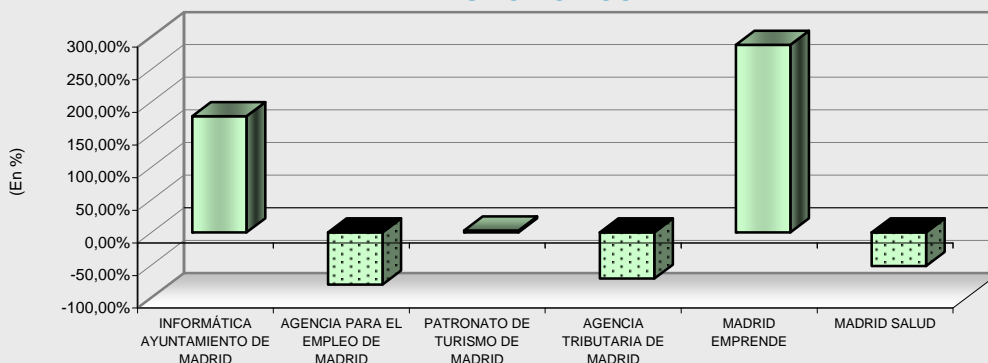 300,00%
250,00%
200,00%
150,00%
100,00%
50,00%
0,00%
-50,00%
-100,00%
(En %)
INFORMÁTICA
AYUNTAMIENTO DE
MADRID
AGENCIA PARA EL
EMPLEO DE
MADRID
PATRONATO DE
TURISMO DE
MADRID
AGENCIA
TRIBUTARIA DE
MADRID
MADRID
EMPRENDE
MADRID SALUD